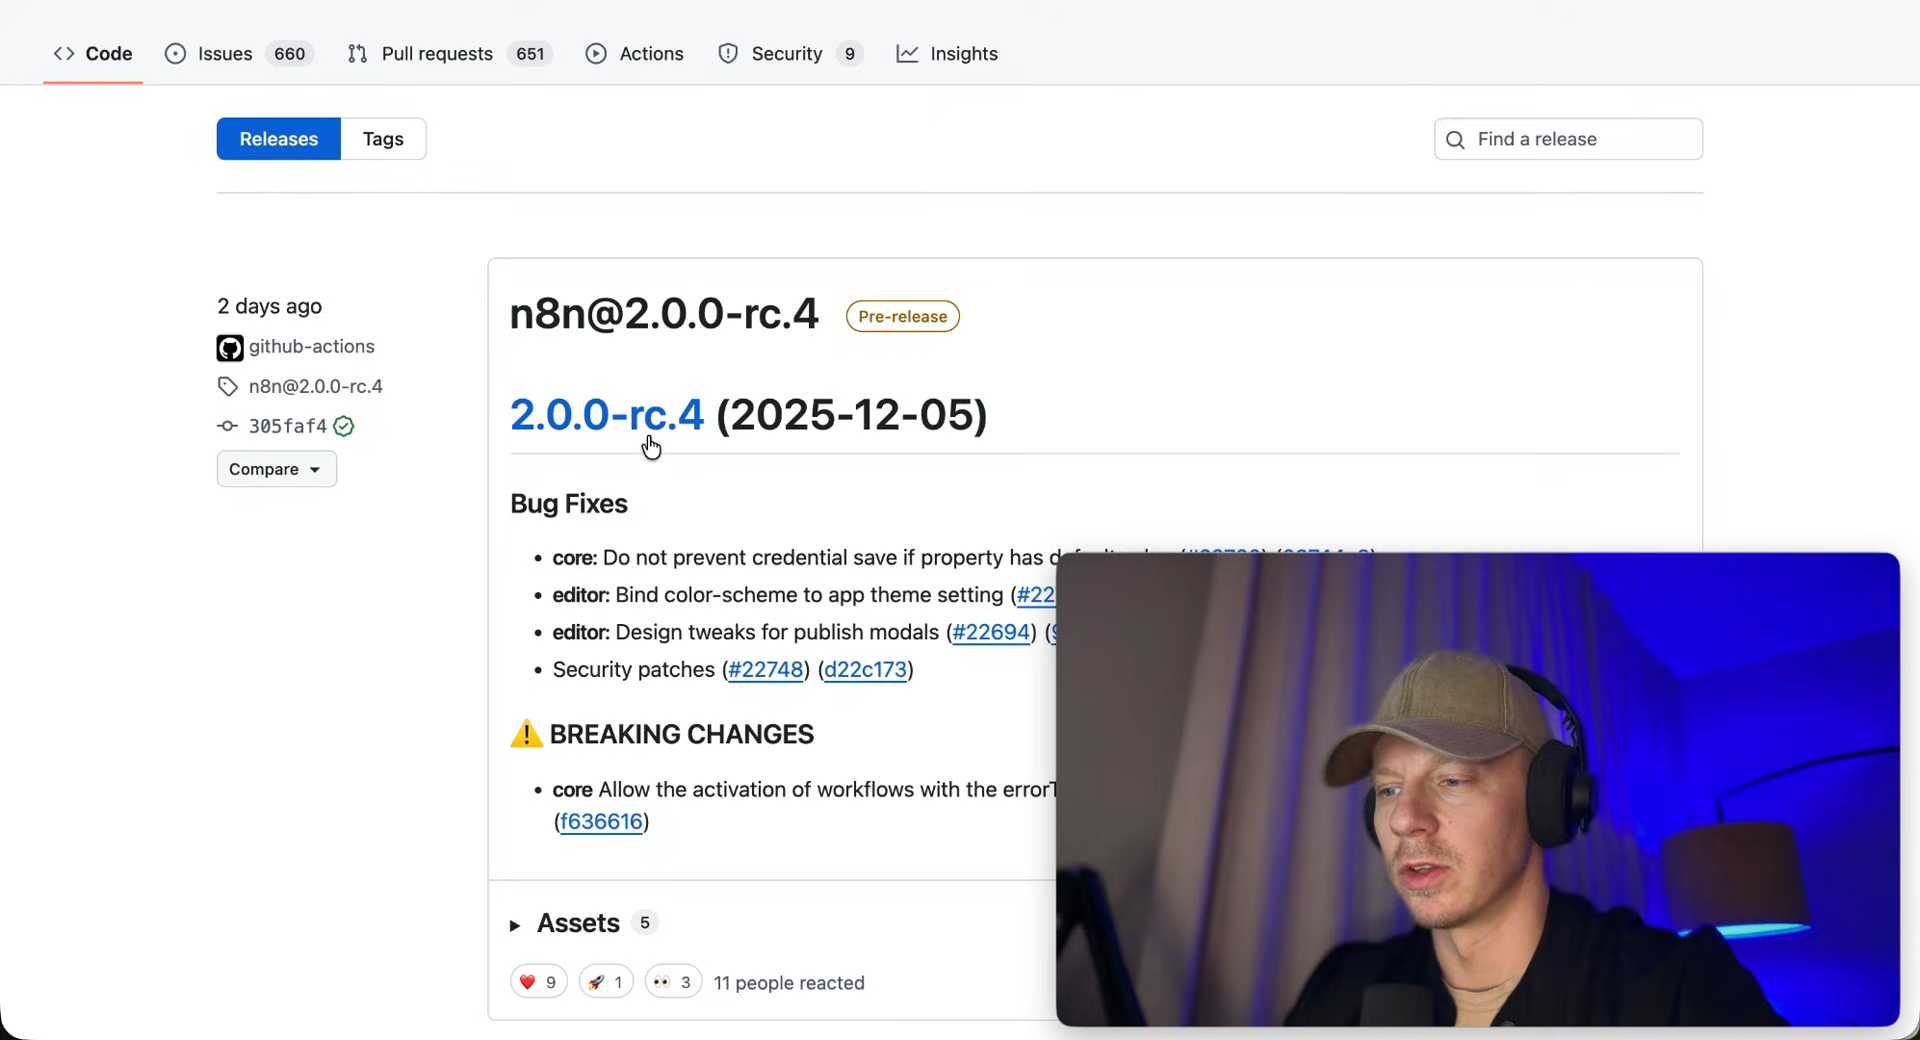 Code Issues 660 Pull requests 651 Actions Security 9 Insights
Releases Tags Find a release
2 days ago
github-actions
n8n@2.0.0-rc.4
305faf4
Compare
n8n@2.0.0-rc.4 Pre-release
2.0.0-rc.4 (2025-12-05)
Bug Fixes
• core: Do not prevent credential save if property has
• editor: Bind color-scheme to app theme setting (#22
• editor: Design tweaks for publish modals (#22694) (
• Security patches (#22748) (d22c173)
⚠️ BREAKING CHANGES
• core Allow the activation of workflows with the error
(f636616)
Assets 5
❤️ 9 🚀 1 👀 3 11 people reacted